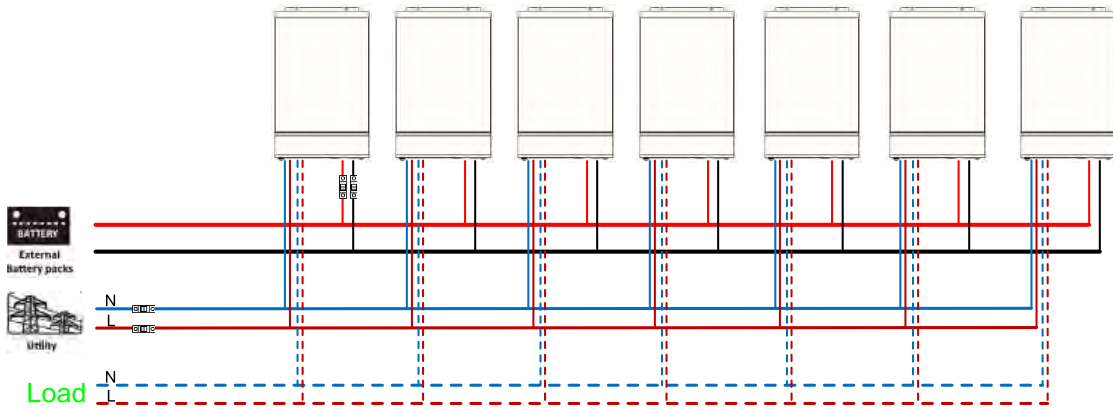 BATTERY
External
Battery packs
N
L
Utility
N
Load
L